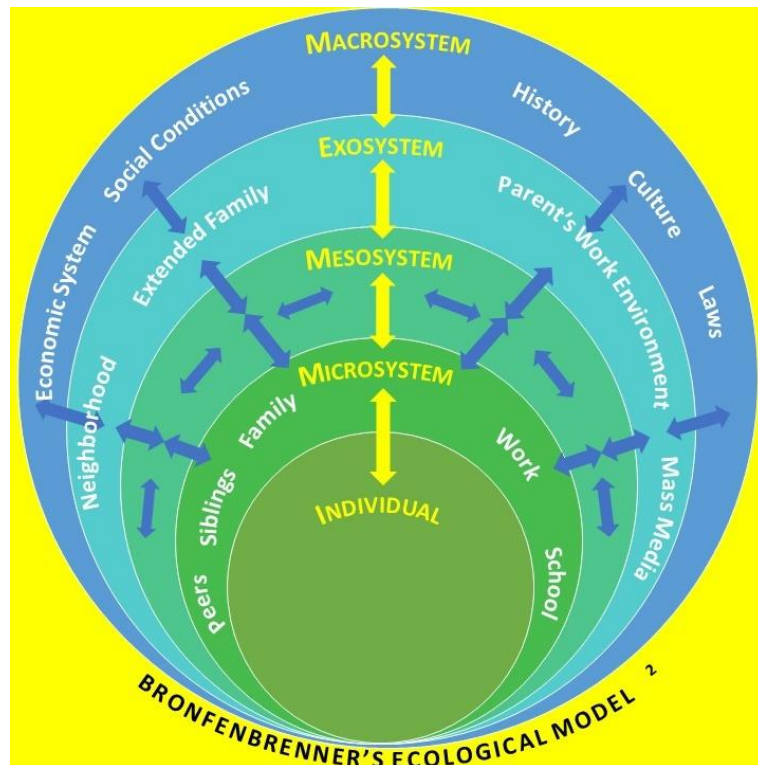 MACROSYSTEM
Economic System
Social Conditions
History
Culture
Laws
EXOSYSTEM
Neighborhood
Extended Family
Parent's Work Environment
Mass Media
MESOSYSTEM
MICROSYSTEM
Peers
Siblings
Family
Work
School
INDIVIDUAL
BRONFENBRENNER'S ECOLOGICAL MODEL 2